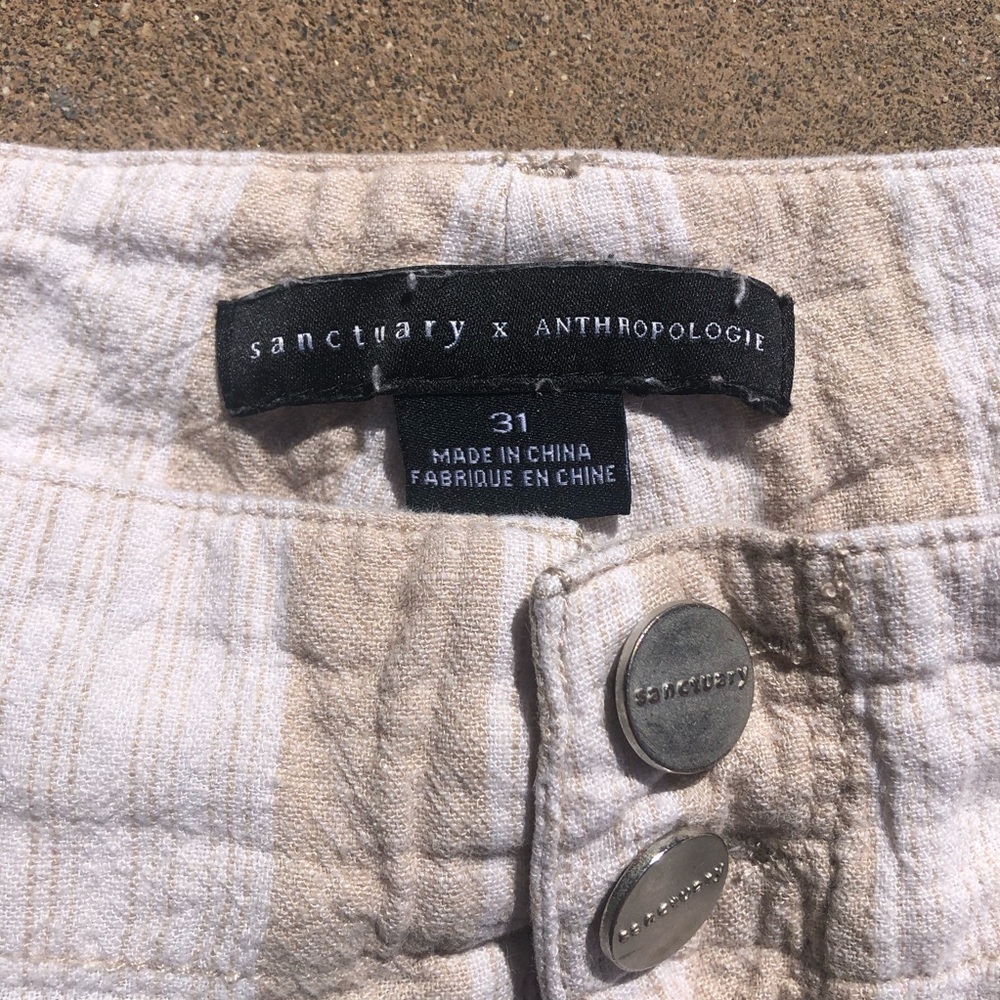 sanctuary x ANTHROPOLOGIE
31
MADE IN CHINA
FABRIQUE EN CHINE
sanctuary
sanctuary